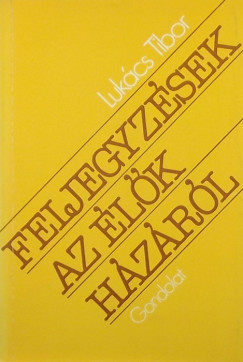 Lukács Tibor
FELJEGYZÉSEK
AZ ÉLŐK
HÁZÁRÓL
Gondolat